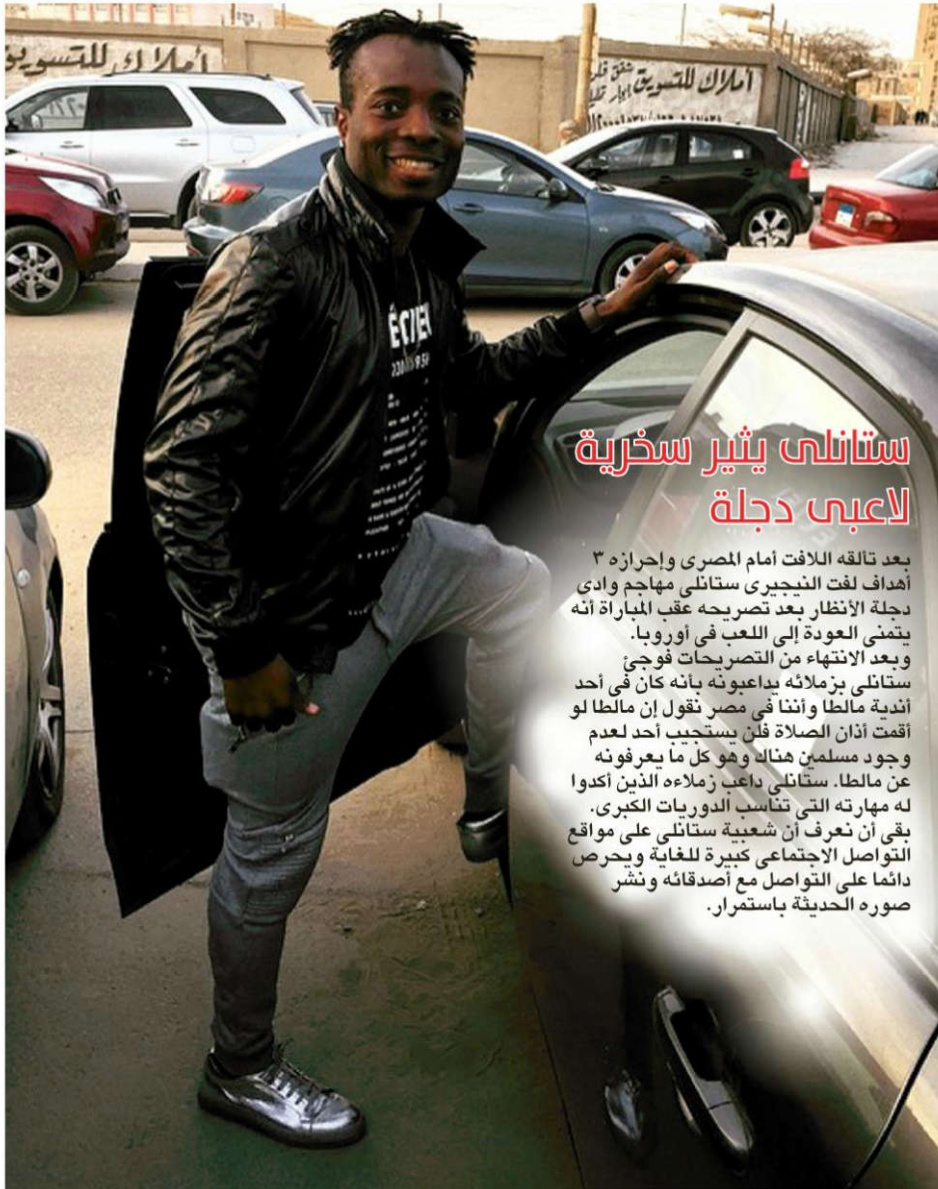 أملاك للتسويق
أملاك للتسويق
شقق
ستانلى يثير سخرية
لاعبى دجلة
بعد تألقه اللافت أمام المصرى وإحرازه ٣
أهداف لفت النيجيرى ستانلى مهاجم وادى
دجلة الأنظار بعد تصريحه عقب المباراة أنه
يتمنى العودة إلى اللعب فى أوروبا.
وبعد الانتهاء من التصريحات فوجئ
ستانلى بزملائه يداعبونه بأنه كان فى أحد
أندية مالطا وأننا فى مصر نقول إن مالطا لو
أقمت أذان الصلاة فلن يستجيب أحد لعدم
وجود مسلمين هناك وهو كل ما يعرفونه
عن مالطا. ستانلى داعب زملاءه الذين أكدوا
له مهارته التى تناسب الدوريات الكبرى.
بقى أن نعرف أن شعبية ستانلى على مواقع
التواصل الاجتماعى كبيرة للغاية ويحرص
دائما على التواصل مع أصدقائه ونشر
صوره الحديثة باستمرار.